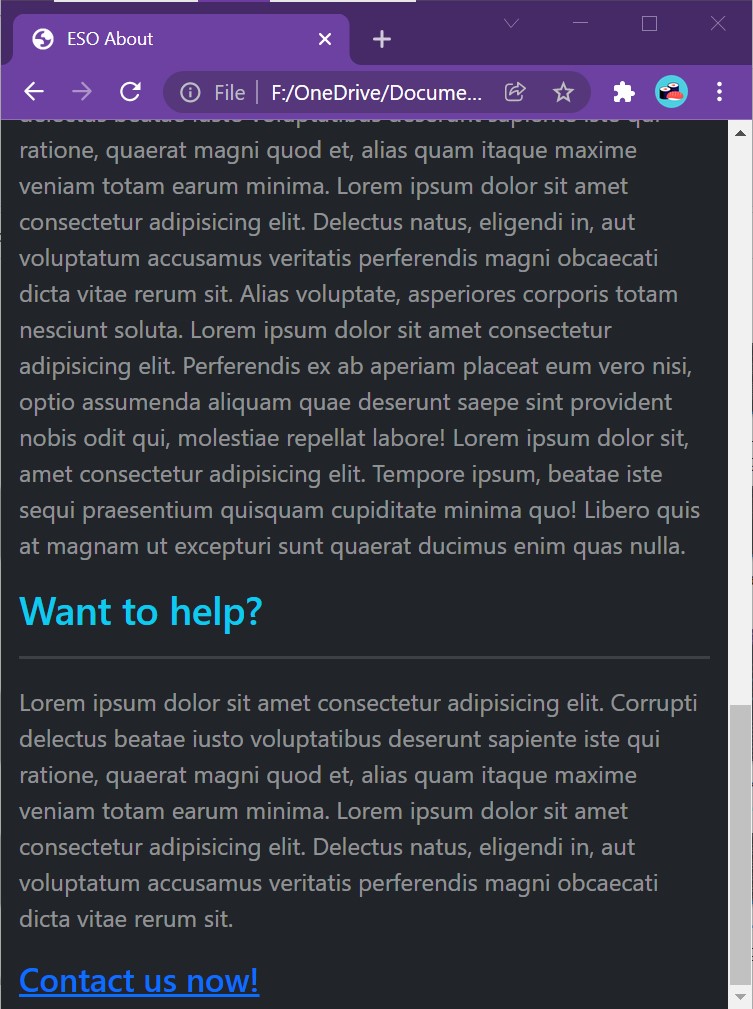 ESO About
File F:/OneDrive/Docume...
delectus beatae iusto voluptatibus deserunt sapiente iste qui
ratione, quaerat magni quod et, alias quam itaque maxime
veniam totam earum minima. Lorem ipsum dolor sit amet
consectetur adipisicing elit. Delectus natus, eligendi in, aut
voluptatum accusamus veritatis perferendis magni obcaecati
dicta vitae rerum sit. Alias voluptate, asperiores corporis totam
nesciunt soluta. Lorem ipsum dolor sit amet consectetur
adipisicing elit. Perferendis ex ab aperiam placeat eum vero nisi,
optio assumenda aliquam quae deserunt saepe sint provident
nobis odit qui, molestiae repellat labore! Lorem ipsum dolor sit,
amet consectetur adipisicing elit. Tempore ipsum, beatae iste
sequi praesentium quisquam cupiditate minima quo! Libero quis
at magnam ut excepturi sunt quaerat ducimus enim quas nulla.
Want to help?
Lorem ipsum dolor sit amet consectetur adipisicing elit. Corrupti
delectus beatae iusto voluptatibus deserunt sapiente iste qui
ratione, quaerat magni quod et, alias quam itaque maxime
veniam totam earum minima. Lorem ipsum dolor sit amet
consectetur adipisicing elit. Delectus natus, eligendi in, aut
voluptatum accusamus veritatis perferendis magni obcaecati
dicta vitae rerum sit.
Contact us now!